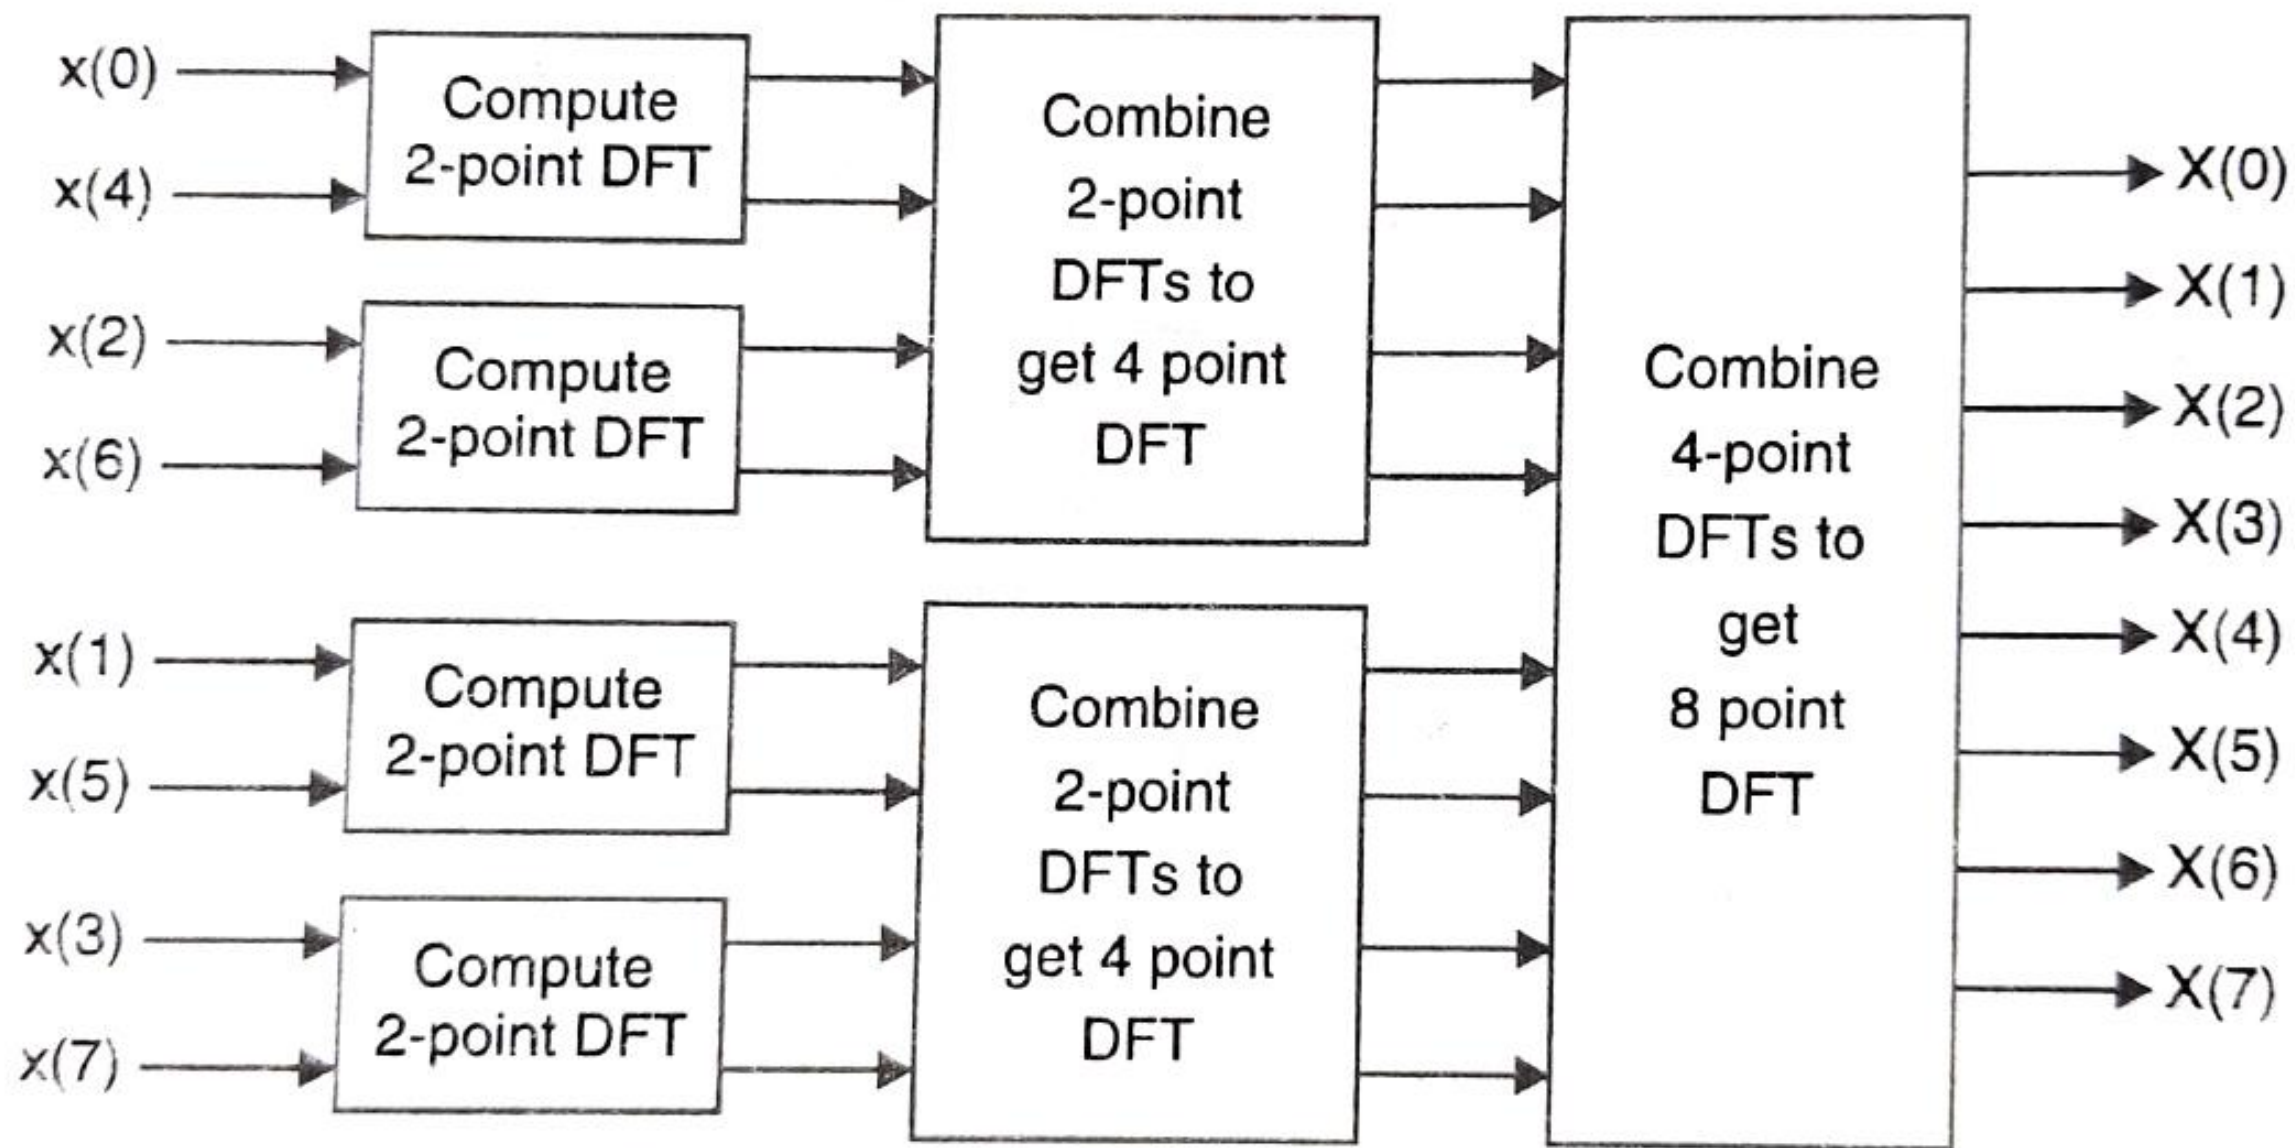 x(0)
x(4)
x(2)
x(6)
x(1)
x(5)
x(3)
x(7)
Compute
2-point DFT
Compute
2-point DFT
Compute
2-point DFT
Compute
2-point DFT
Combine
2-point
DFTs to
get 4 point
DFT
Combine
2-point
DFTs to
get 4 point
DFT
Combine
4-point
DFTs to
get
8 point
DFT
X(0)
X(1)
X(2)
X(3)
X(4)
X(5)
X(6)
X(7)